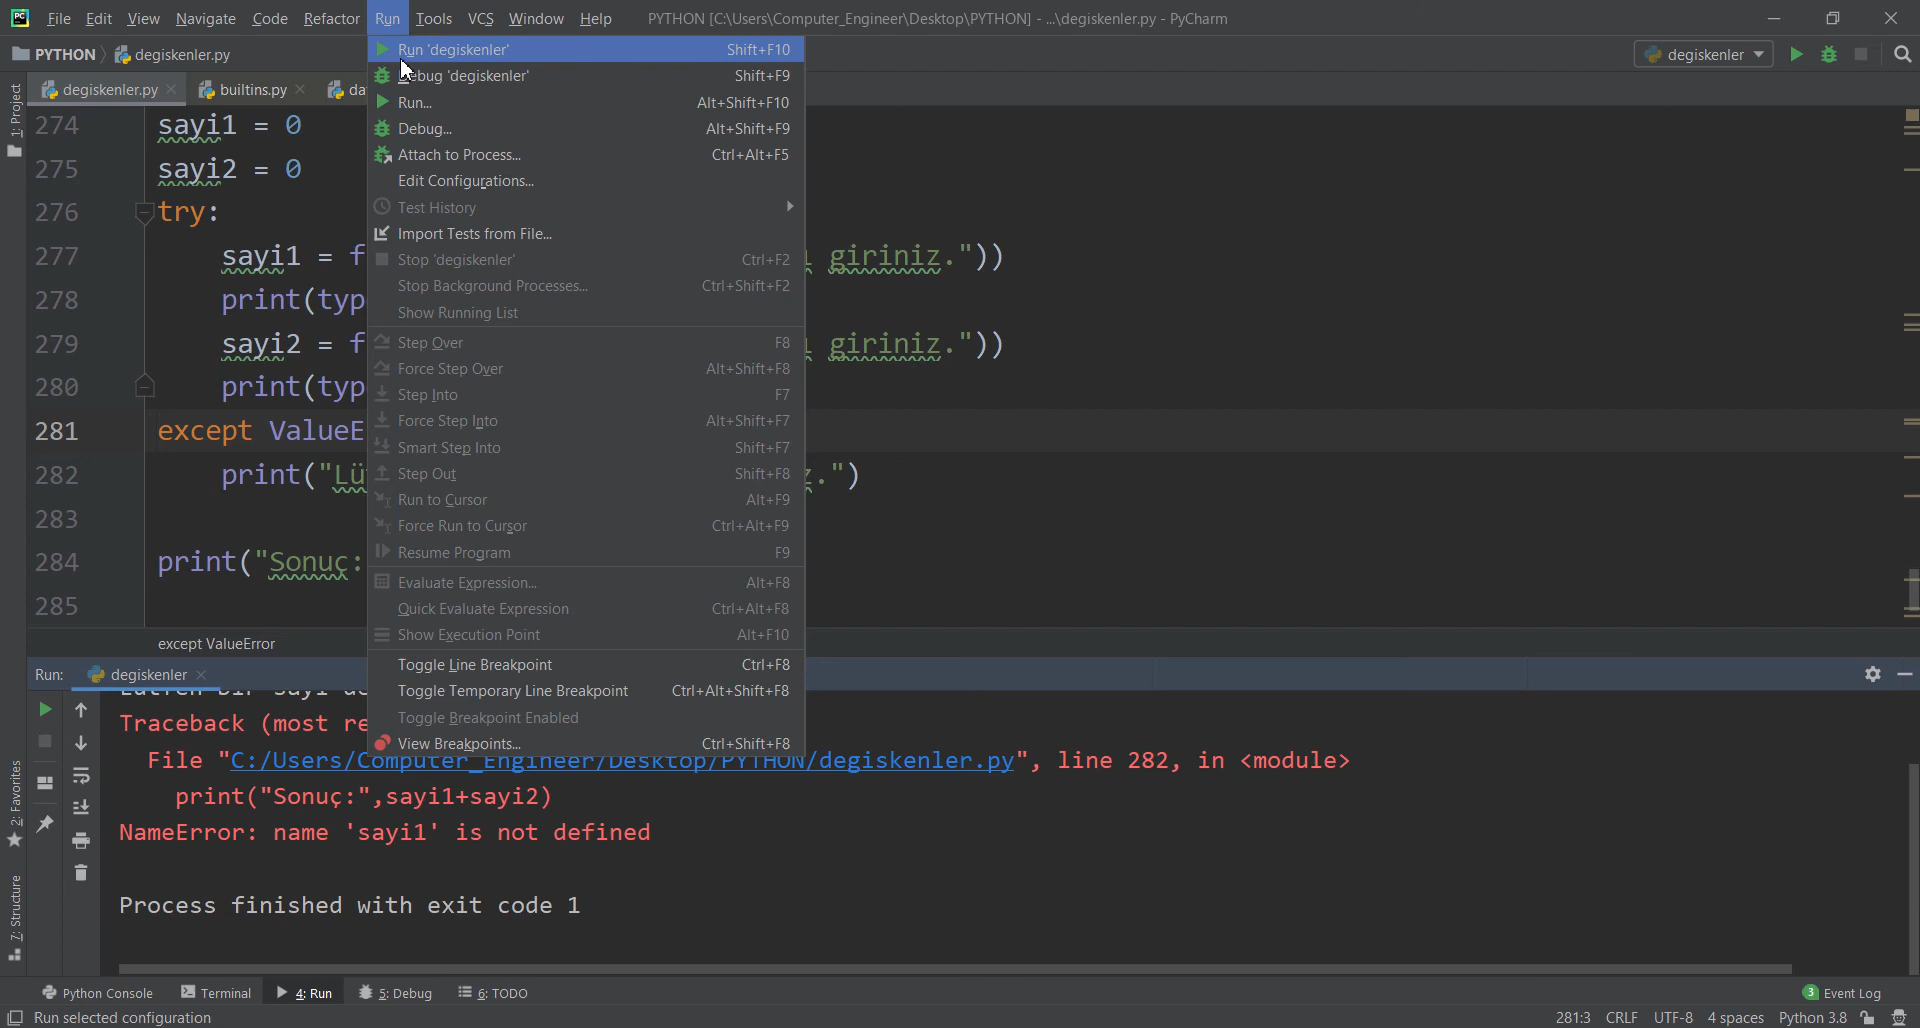 File Edit View Navigate Code Refactor Run Tools VCS Window Help PYTHON [C:\Users\Computer_Engineer\Desktop\PYTHON] - ...\degiskenler.py - PyCharm
PYTHON degiskenler.py
degiskenler
degiskenler.py
builtins.py
da
1: Project
274 sayi1 = 0
275 sayi2 = 0
276 try:
277 sayi1 = f giriniz."))
278 print(typ
279 sayi2 = f giriniz."))
280 print(typ
281 except ValueE
282 print("Lü .")
283
284 print("Sonuç:
285
except ValueError
Run 'degiskenler' Shift+F10
Debug 'degiskenler' Shift+F9
Run... Alt+Shift+F10
Debug... Alt+Shift+F9
Attach to Process... Ctrl+Alt+F5
Edit Configurations...
Test History
Import Tests from File...
Stop 'degiskenler' Ctrl+F2
Stop Background Processes... Ctrl+Shift+F2
Show Running List
Step Over F8
Force Step Over Alt+Shift+F8
Step Into F7
Force Step Into Alt+Shift+F7
Smart Step Into Shift+F7
Step Out Shift+F8
Run to Cursor Alt+F9
Force Run to Cursor Ctrl+Alt+F9
Resume Program F9
Evaluate Expression... Alt+F8
Quick Evaluate Expression Ctrl+Alt+F8
Show Execution Point Alt+F10
Toggle Line Breakpoint Ctrl+F8
Toggle Temporary Line Breakpoint Ctrl+Alt+Shift+F8
Toggle Breakpoint Enabled
View Breakpoints... Ctrl+Shift+F8
Run: degiskenler
Traceback (most re
File "C:/Users/Computer_Engineer/Desktop/PYTHON/degiskenler.py", line 282, in <module>
print("Sonuç:",sayi1+sayi2)
NameError: name 'sayi1' is not defined
Process finished with exit code 1
2: Favorites
7: Structure
Python Console Terminal 4: Run 5: Debug 6: TODO 3 Event Log
Run selected configuration 281:3 CRLF UTF-8 4 spaces Python 3.8